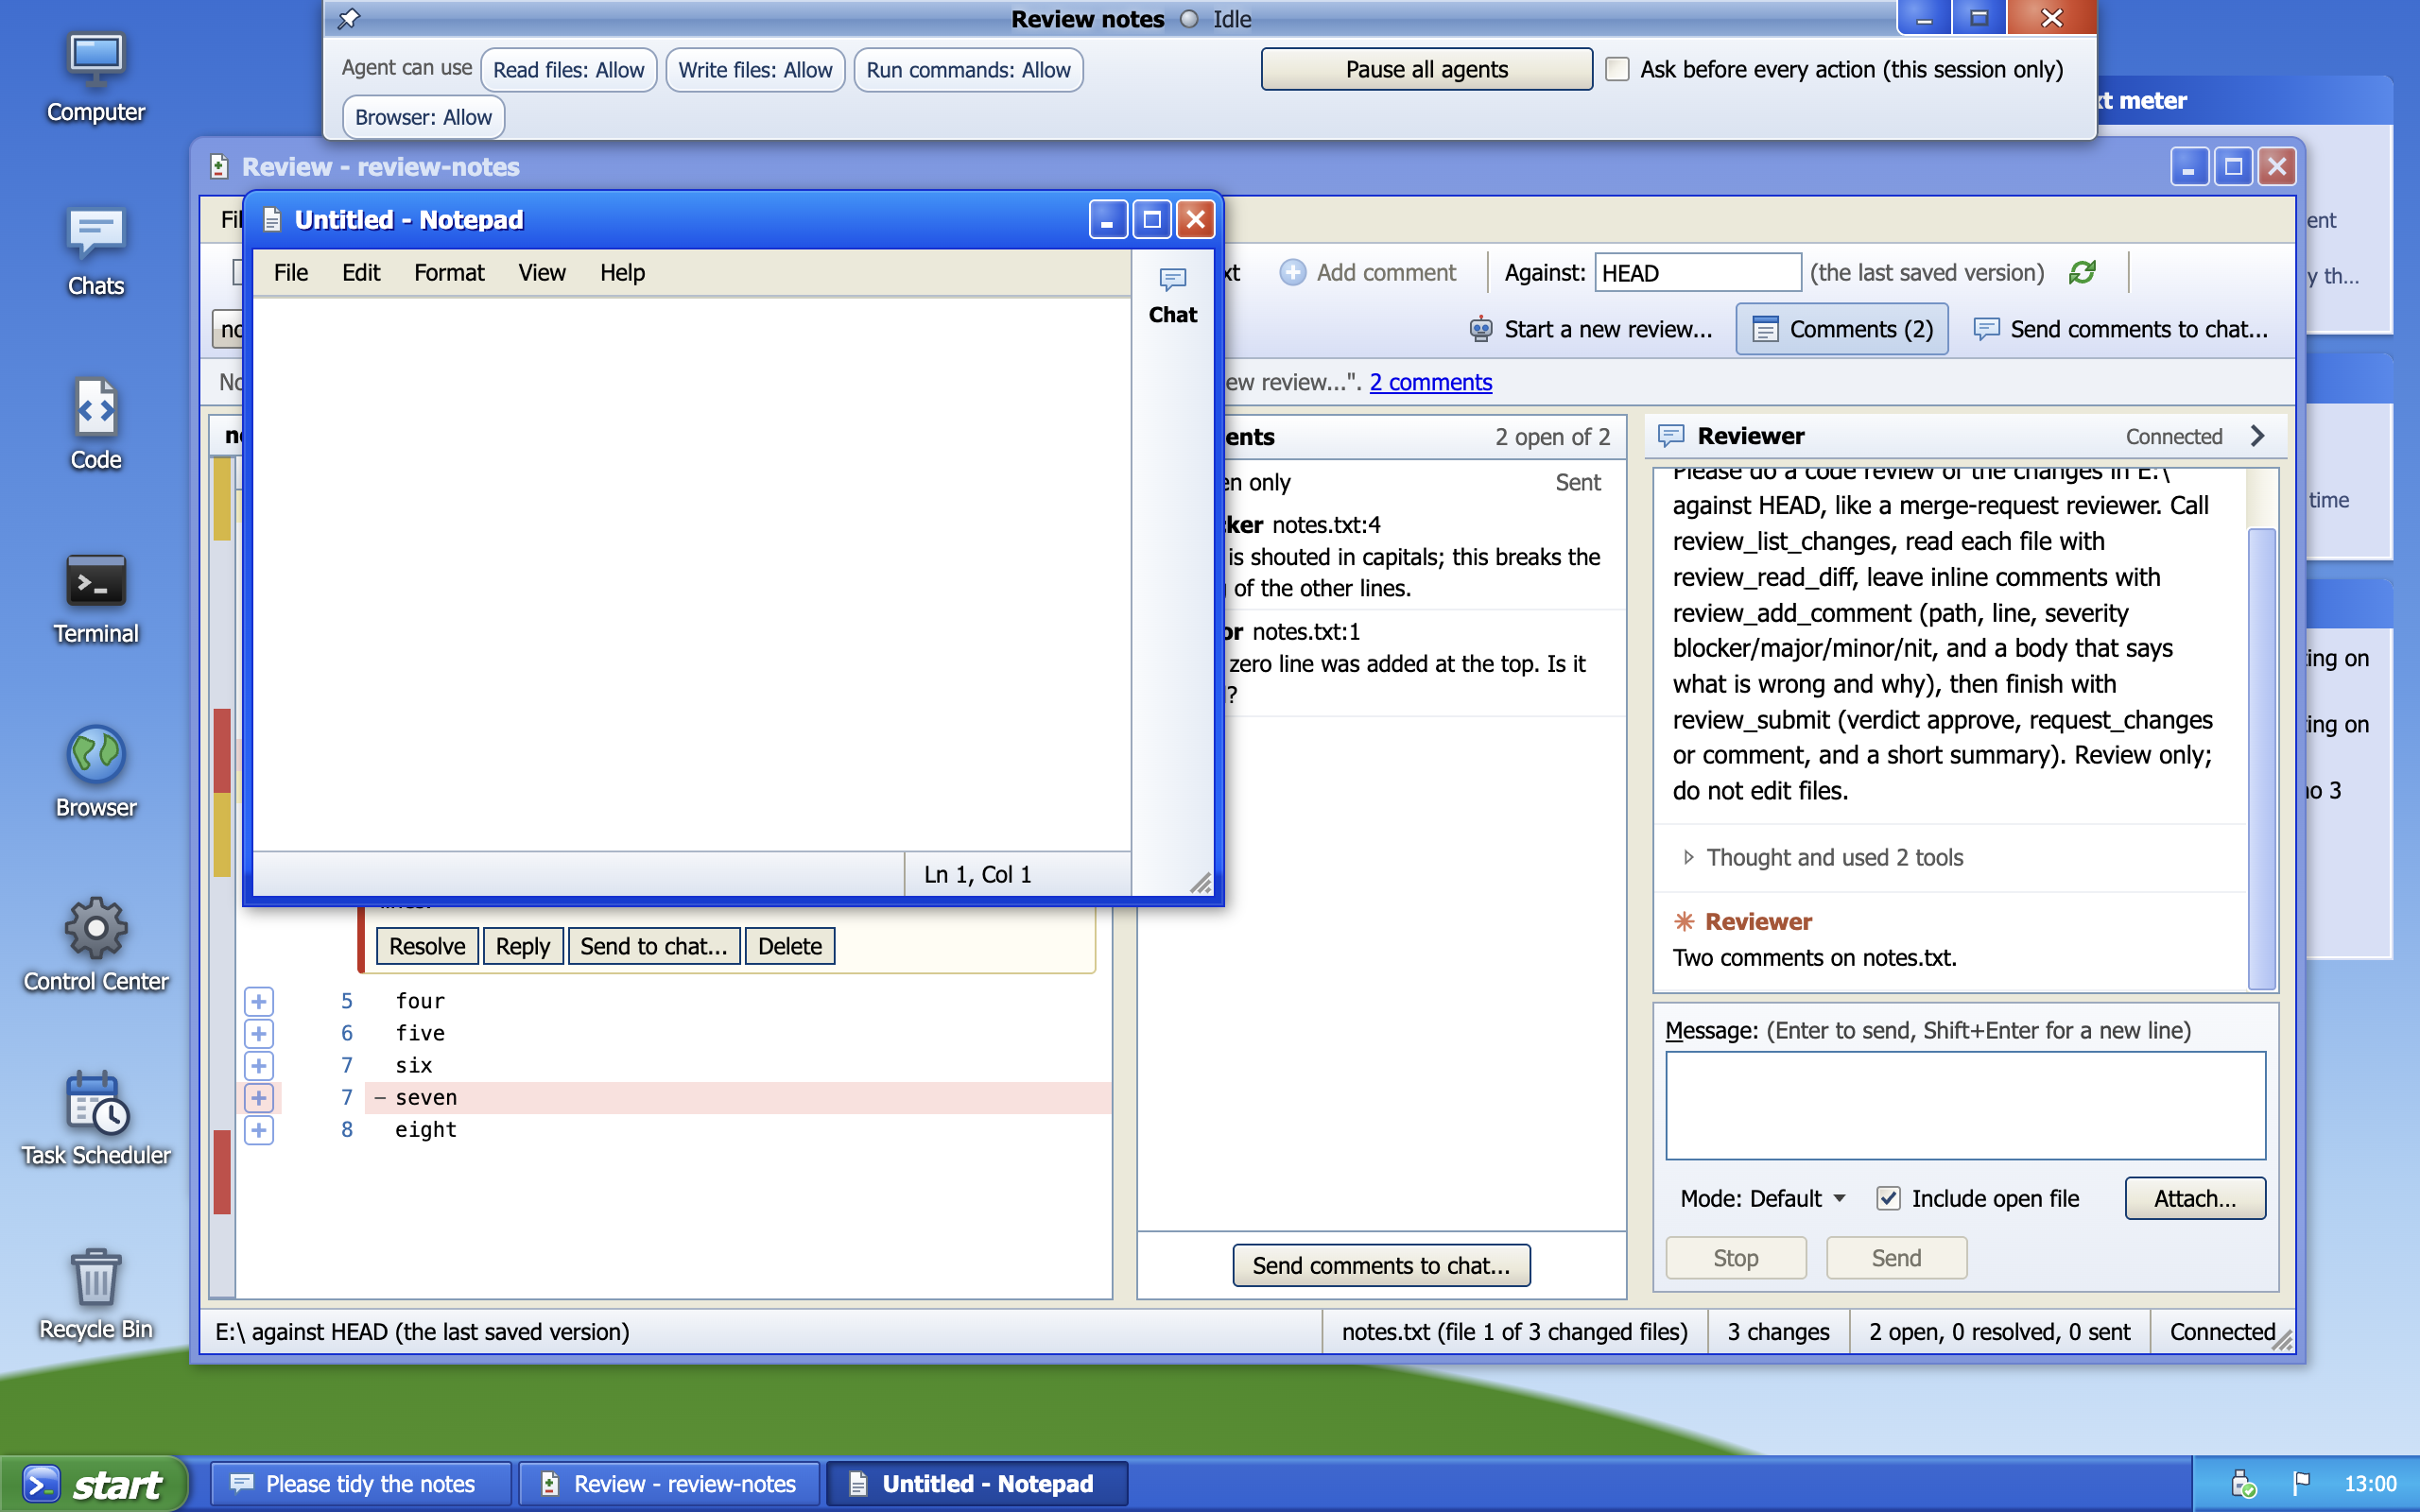 Review notes
Idle
Agent can use
Read files: Allow
Write files: Allow
Run commands: Allow
Browser: Allow
Pause all agents
Ask before every action (this session only)
Computer
Chats
Code
Terminal
Browser
Control Center
Task Scheduler
Recycle Bin
meter
time
Review - review-notes
Untitled - Notepad
File
Edit
Format
View
Help
Chat
Ln 1, Col 1
Add comment
Against:
HEAD
(the last saved version)
Start a new review...
Comments (2)
Send comments to chat...
review...".
2 comments
2 open of 2
only
Sent
notes.txt:4
is shouted in capitals; this breaks the
of the other lines.
notes.txt:1
zero line was added at the top. Is it
?
Send comments to chat...
Resolve
Reply
Send to chat...
Delete
5 four
6 five
7 six
7 – seven
8 eight
Reviewer
Connected
Please do a code review of the changes in E:\
against HEAD, like a merge-request reviewer. Call
review_list_changes, read each file with
review_read_diff, leave inline comments with
review_add_comment (path, line, severity
blocker/major/minor/nit, and a body that says
what is wrong and why), then finish with
review_submit (verdict approve, request_changes
or comment, and a short summary). Review only;
do not edit files.
Thought and used 2 tools
Reviewer
Two comments on notes.txt.
Message: (Enter to send, Shift+Enter for a new line)
Mode: Default
Include open file
Attach...
Stop
Send
E:\ against HEAD (the last saved version)
notes.txt (file 1 of 3 changed files)
3 changes
2 open, 0 resolved, 0 sent
Connected
start
Please tidy the notes
Review - review-notes
Untitled - Notepad
13:00